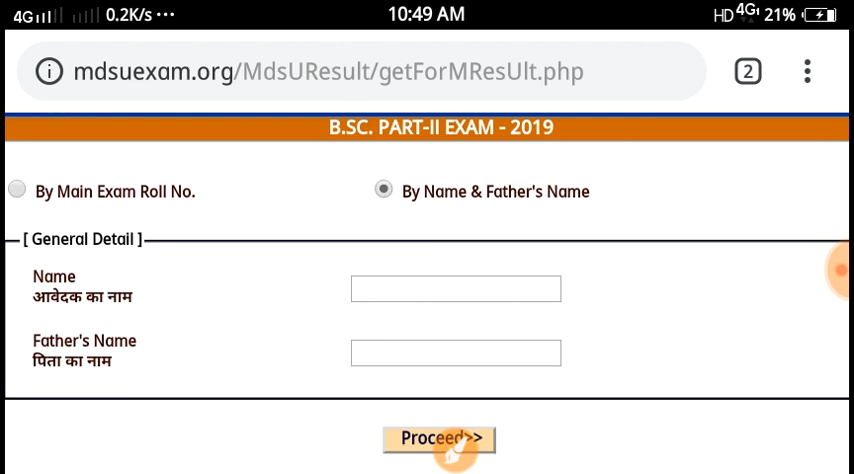 4G 0.2K/s ··· 10:49 AM HD 4G 21%
mdsuexam.org/MdsUResult/getForMResUlt.php 2
B.SC. PART-II EXAM - 2019
By Main Exam Roll No. By Name & Father's Name
[ General Detail ]
Name
आवेदक का नाम
Father's Name
पिता का नाम
Proceed>>